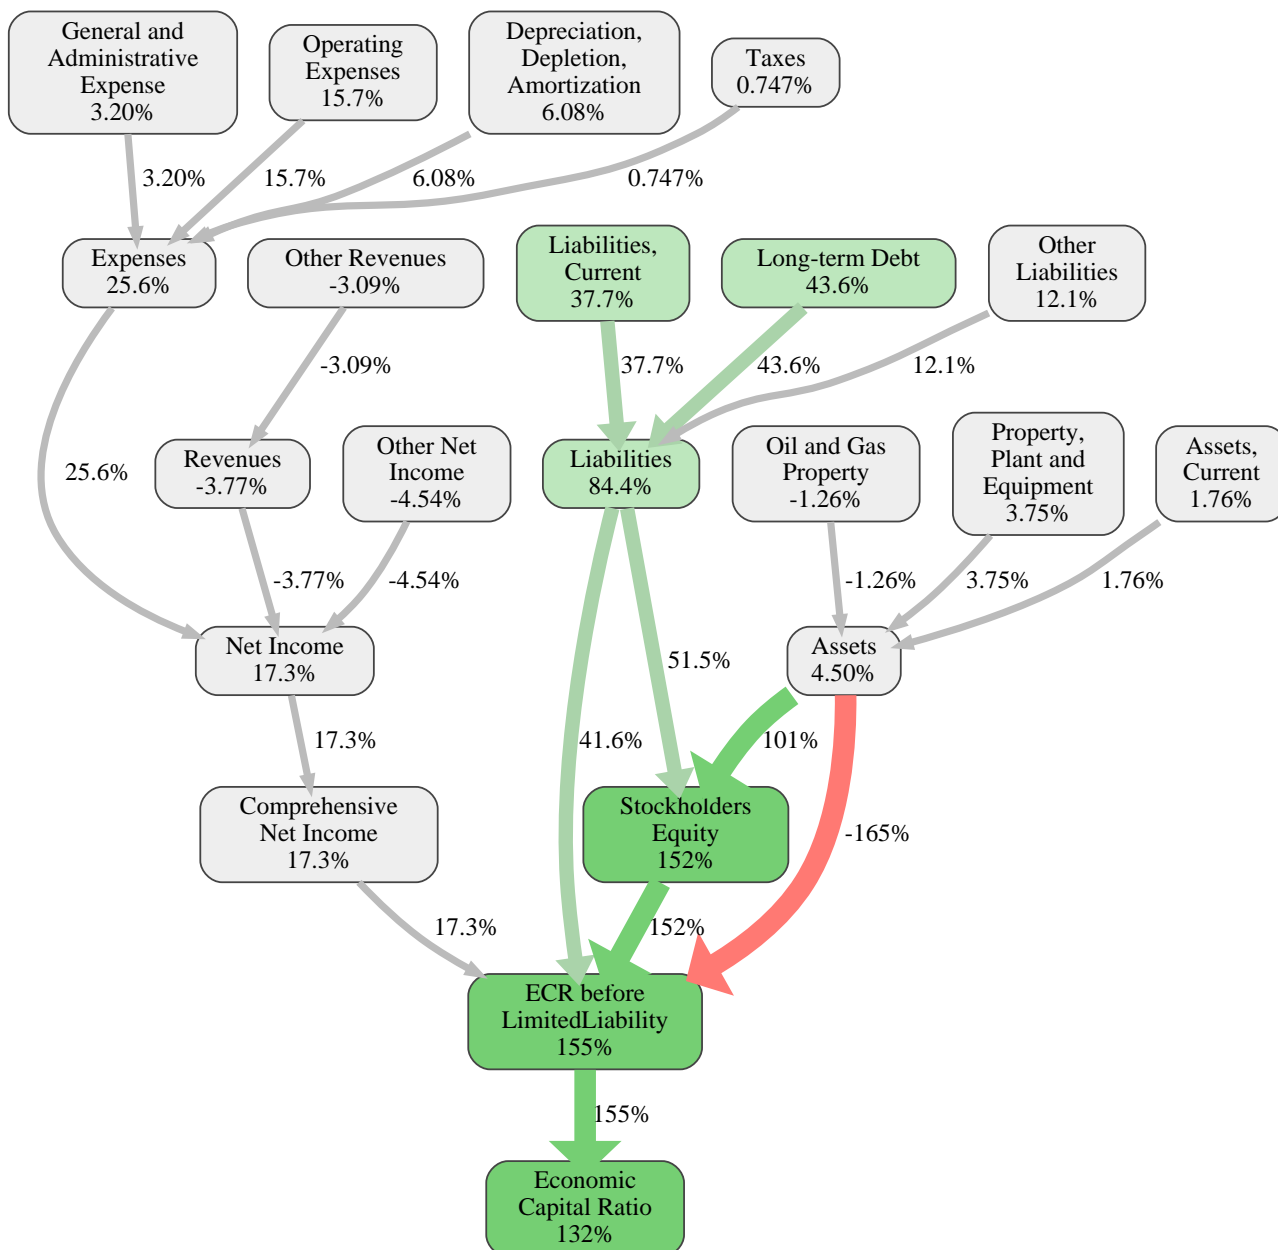 General and
Administrative
Expense
3.20%
Operating
Expenses
15.7%
Depreciation,
Depletion,
Amortization
6.08%
Taxes
0.747%
3.20%
15.7%
6.08%
0.747%
Expenses
25.6%
Other Revenues
-3.09%
Liabilities,
Current
37.7%
Long-term Debt
43.6%
Other
Liabilities
12.1%
-3.09%
37.7%
43.6%
12.1%
25.6%
Revenues
-3.77%
Other Net
Income
-4.54%
Liabilities
84.4%
Oil and Gas
Property
-1.26%
Property,
Plant and
Equipment
3.75%
Assets,
Current
1.76%
-3.77%
-4.54%
-1.26%
3.75%
1.76%
Net Income
17.3%
51.5%
Assets
4.50%
17.3%
41.6%
101%
Comprehensive
Net Income
17.3%
Stockholders
Equity
152%
-165%
17.3%
152%
ECR before
LimitedLiability
155%
155%
Economic
Capital Ratio
132%